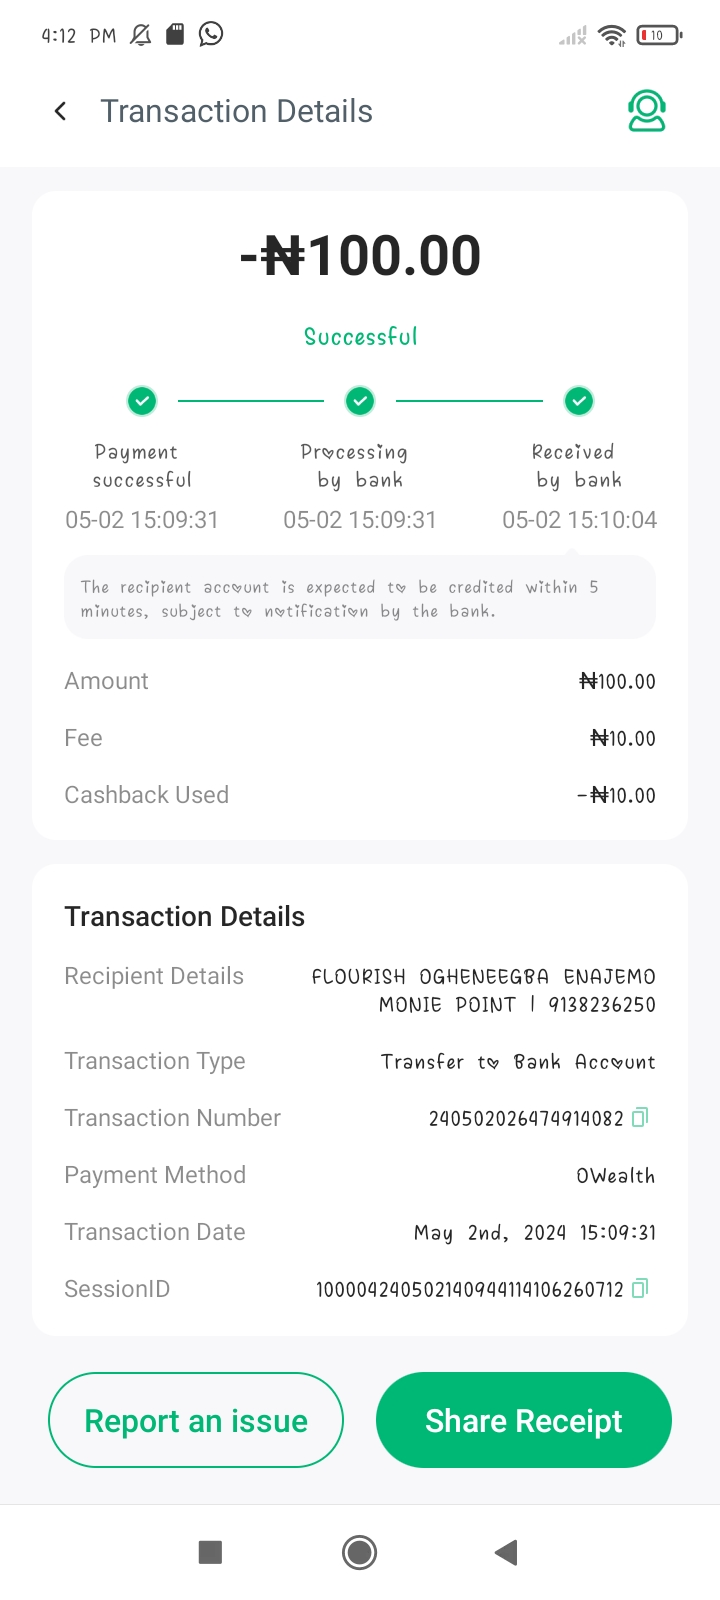 4:12 PM
10
Transaction Details
-₦100.00
Successful
Payment successful
Processing by bank
Received by bank
05-02 15:09:31
05-02 15:09:31
05-02 15:10:04
The recipient account is expected to be credited within 5
minutes, subject to notification by the bank.
Amount ₦100.00
Fee ₦10.00
Cashback Used -₦10.00
Transaction Details
Recipient Details FLOURISH OGHENEEGBA ENAJEMO
MONIE POINT | 9138236250
Transaction Type Transfer to Bank Account
Transaction Number 240502026474914082
Payment Method OWealth
Transaction Date May 2nd, 2024 15:09:31
SessionID 100004240502140944114106260712
Report an issue
Share Receipt